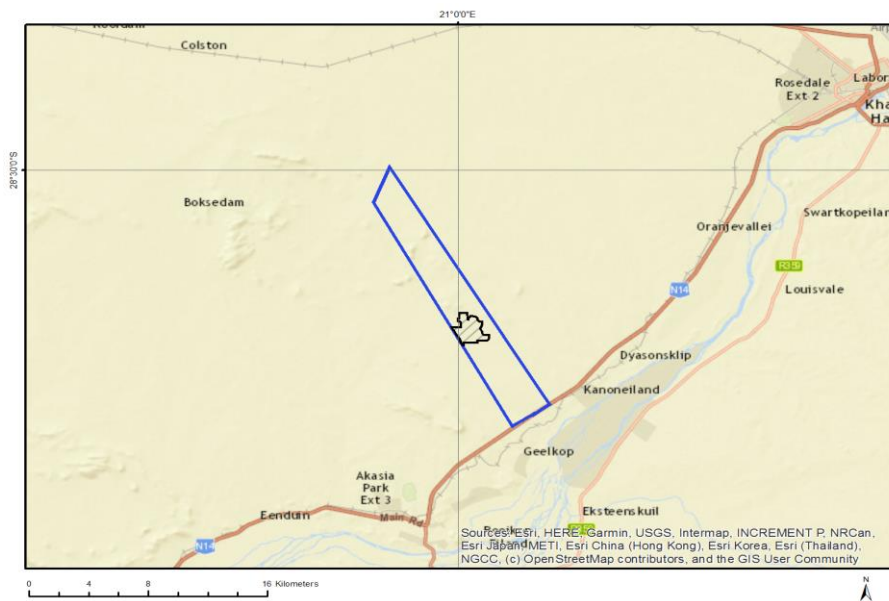 21°0'0"E
Colston
Rosedale
Ext 2
28°30'0"S
Boksedam
Oranjevallei
R359
Louisvale
N14
Dyasonsklip
Kanoneiland
Geelkop
Akasia
Park
Ext 3
Main Rd
Eenduin
Eksteenskuil
N14
Sources: Esri, HERE, Garmin, USGS, Intermap, INCREMENT P, NRCan,
Esri Japan, METI, Esri China (Hong Kong), Esri Korea, Esri (Thailand),
NGCC, (c) OpenStreetMap contributors, and the GIS User Community
0 4 8 16 Kilometers
N